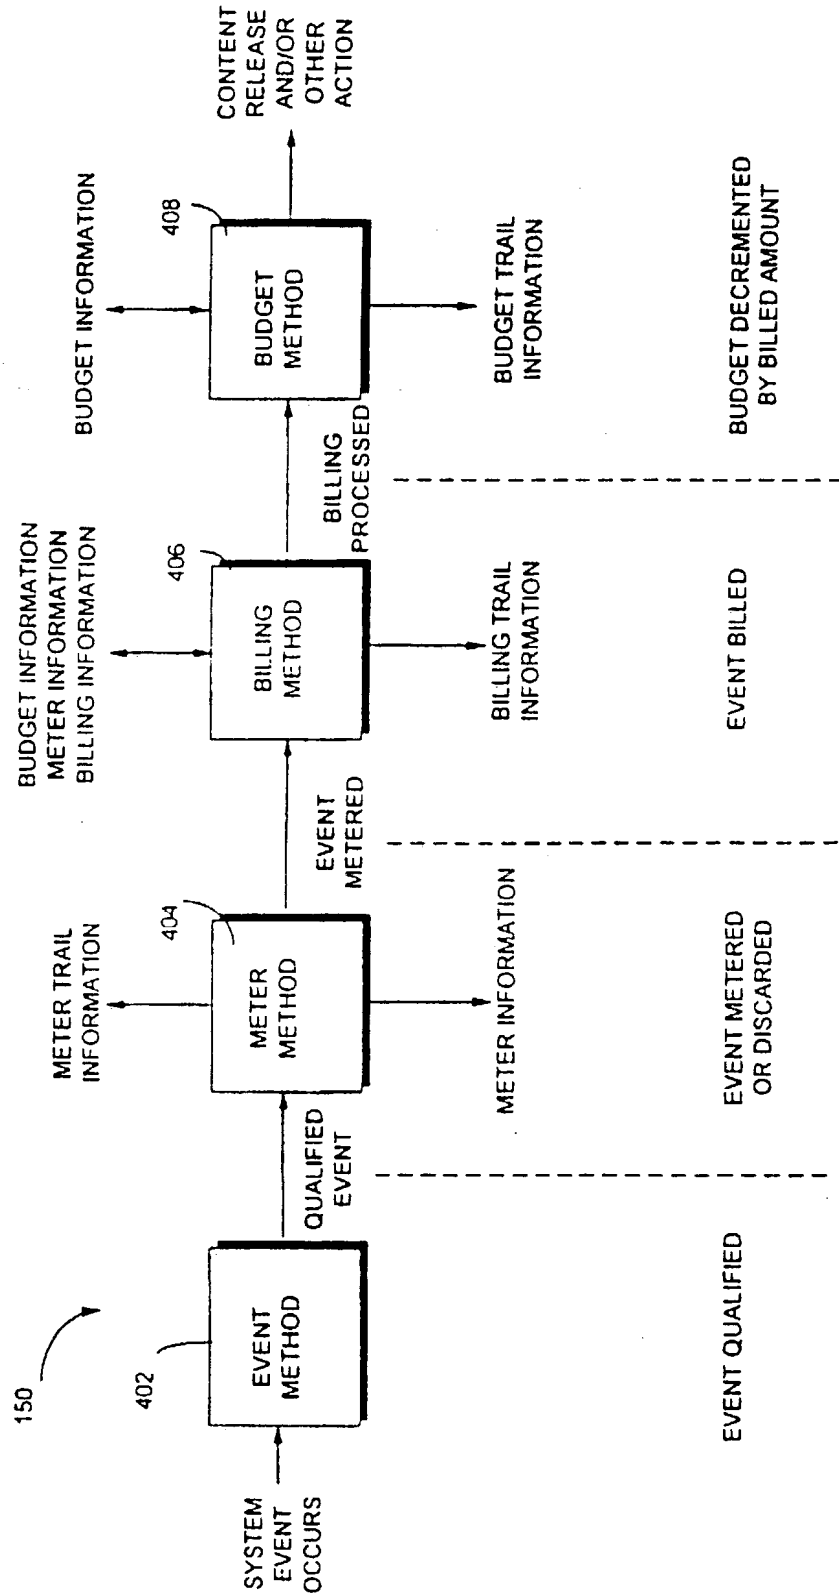 150
SYSTEM
EVENT
OCCURS
402
EVENT
METHOD
QUALIFIED
EVENT
EVENT QUALIFIED
METER TRAIL
INFORMATION
404
METER
METHOD
EVENT
METERED
METER INFORMATION
EVENT METERED
OR DISCARDED
BUDGET INFORMATION
METER INFORMATION
BILLING INFORMATION
406
BILLING
METHOD
BILLING
PROCESSED
BILLING TRAIL
INFORMATION
EVENT BILLED
BUDGET INFORMATION
408
BUDGET
METHOD
CONTENT
RELEASE
AND/OR
OTHER
ACTION
BUDGET TRAIL
INFORMATION
BUDGET DECREMENTED
BY BILLED AMOUNT